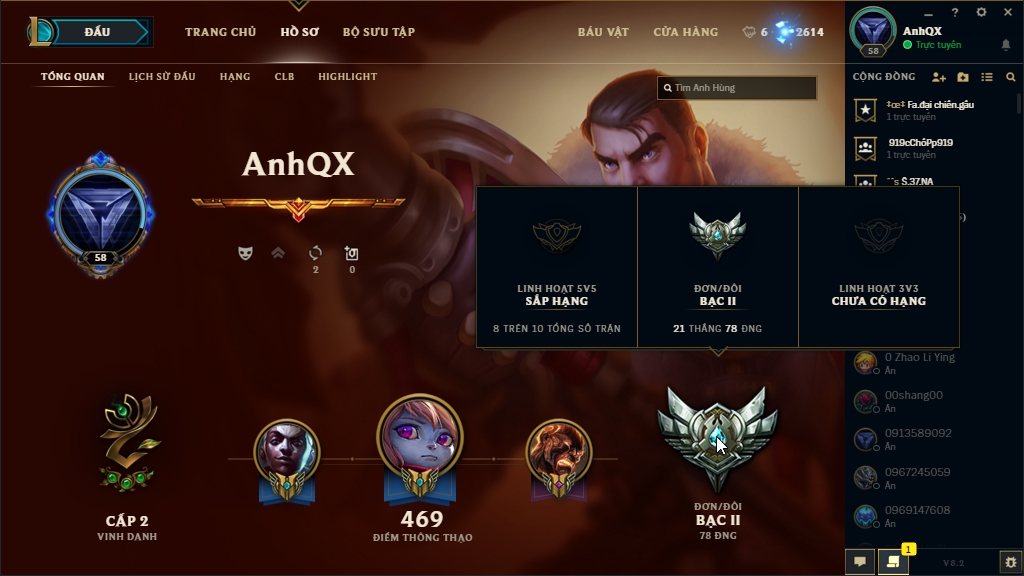 ĐẤU
TRANG CHỦ
HỒ SƠ
BỘ SƯU TẬP
BÁU VẬT
CỬA HÀNG
6
2614
?
AnhQX
Trực tuyến
58
TỔNG QUAN
LỊCH SỬ ĐẤU
HẠNG
CLB
HIGHLIGHT
Tìm Anh Hùng
CỘNG ĐỒNG
‡œ‡ Fa.đại chiến.gấu
1 trực tuyến
919cChóPp919
1 trực tuyến
S.37.NA
AnhQX
58
2
0
LINH HOẠT 5V5
SẮP HẠNG
8 TRÊN 10 TỔNG SỐ TRẬN
ĐƠN/ĐÔI
BẠC II
21 THẮNG 78 ĐNG
LINH HOẠT 3V3
CHƯA CÓ HẠNG
0 Zhao Li Ying
Ẩn
00shang00
Ẩn
0913589092
Ẩn
0967245059
Ẩn
0969147608
Ẩn
CẤP 2
VINH DANH
469
ĐIỂM THÔNG THẠO
ĐƠN/ĐÔI
BẠC II
78 ĐNG
1
V8.2